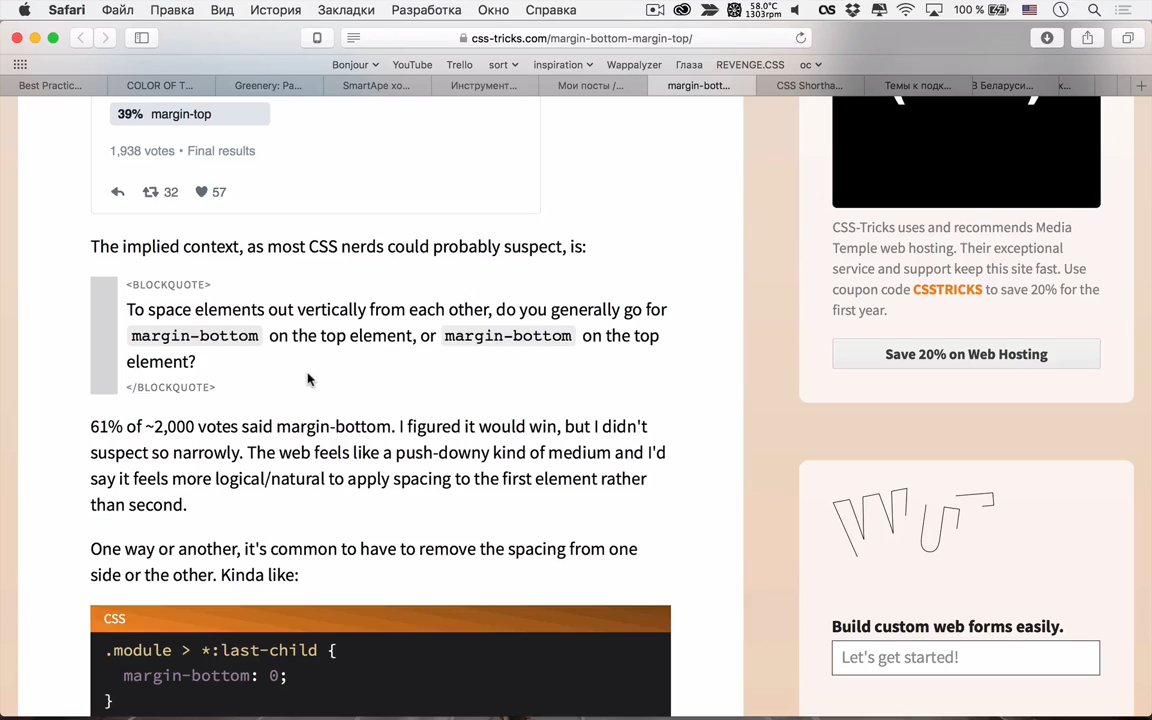 Safari Файл Правка Вид История Закладки Разработка Окно Справка 58.0°C 1303rpm 100 %
css-tricks.com/margin-bottom-margin-top/
Bonjour YouTube Trello sort inspiration Wappalyzer Глаза REVENGE.CSS ос
Best Practic... COLOR OF T... Greenery: Pa... SmartApe хо... Инструмент... Мои посты /... margin-bott... CSS Shortha... Темы к подк... В Беларуси...
39% margin-top
1,938 votes • Final results
32 57
The implied context, as most CSS nerds could probably suspect, is:
<BLOCKQUOTE>
To space elements out vertically from each other, do you generally go for
margin-bottom on the top element, or margin-bottom on the top
element?
</BLOCKQUOTE>
61% of ~2,000 votes said margin-bottom. I figured it would win, but I didn't
suspect so narrowly. The web feels like a push-downy kind of medium and I'd
say it feels more logical/natural to apply spacing to the first element rather
than second.
One way or another, it's common to have to remove the spacing from one
side or the other. Kinda like:
CSS
.module > *:last-child {
margin-bottom: 0;
}
CSS-Tricks uses and recommends Media
Temple web hosting. Their exceptional
service and support keep this site fast. Use
coupon code CSSTRICKS to save 20% for the
first year.
Save 20% on Web Hosting
Build custom web forms easily.
Let's get started!